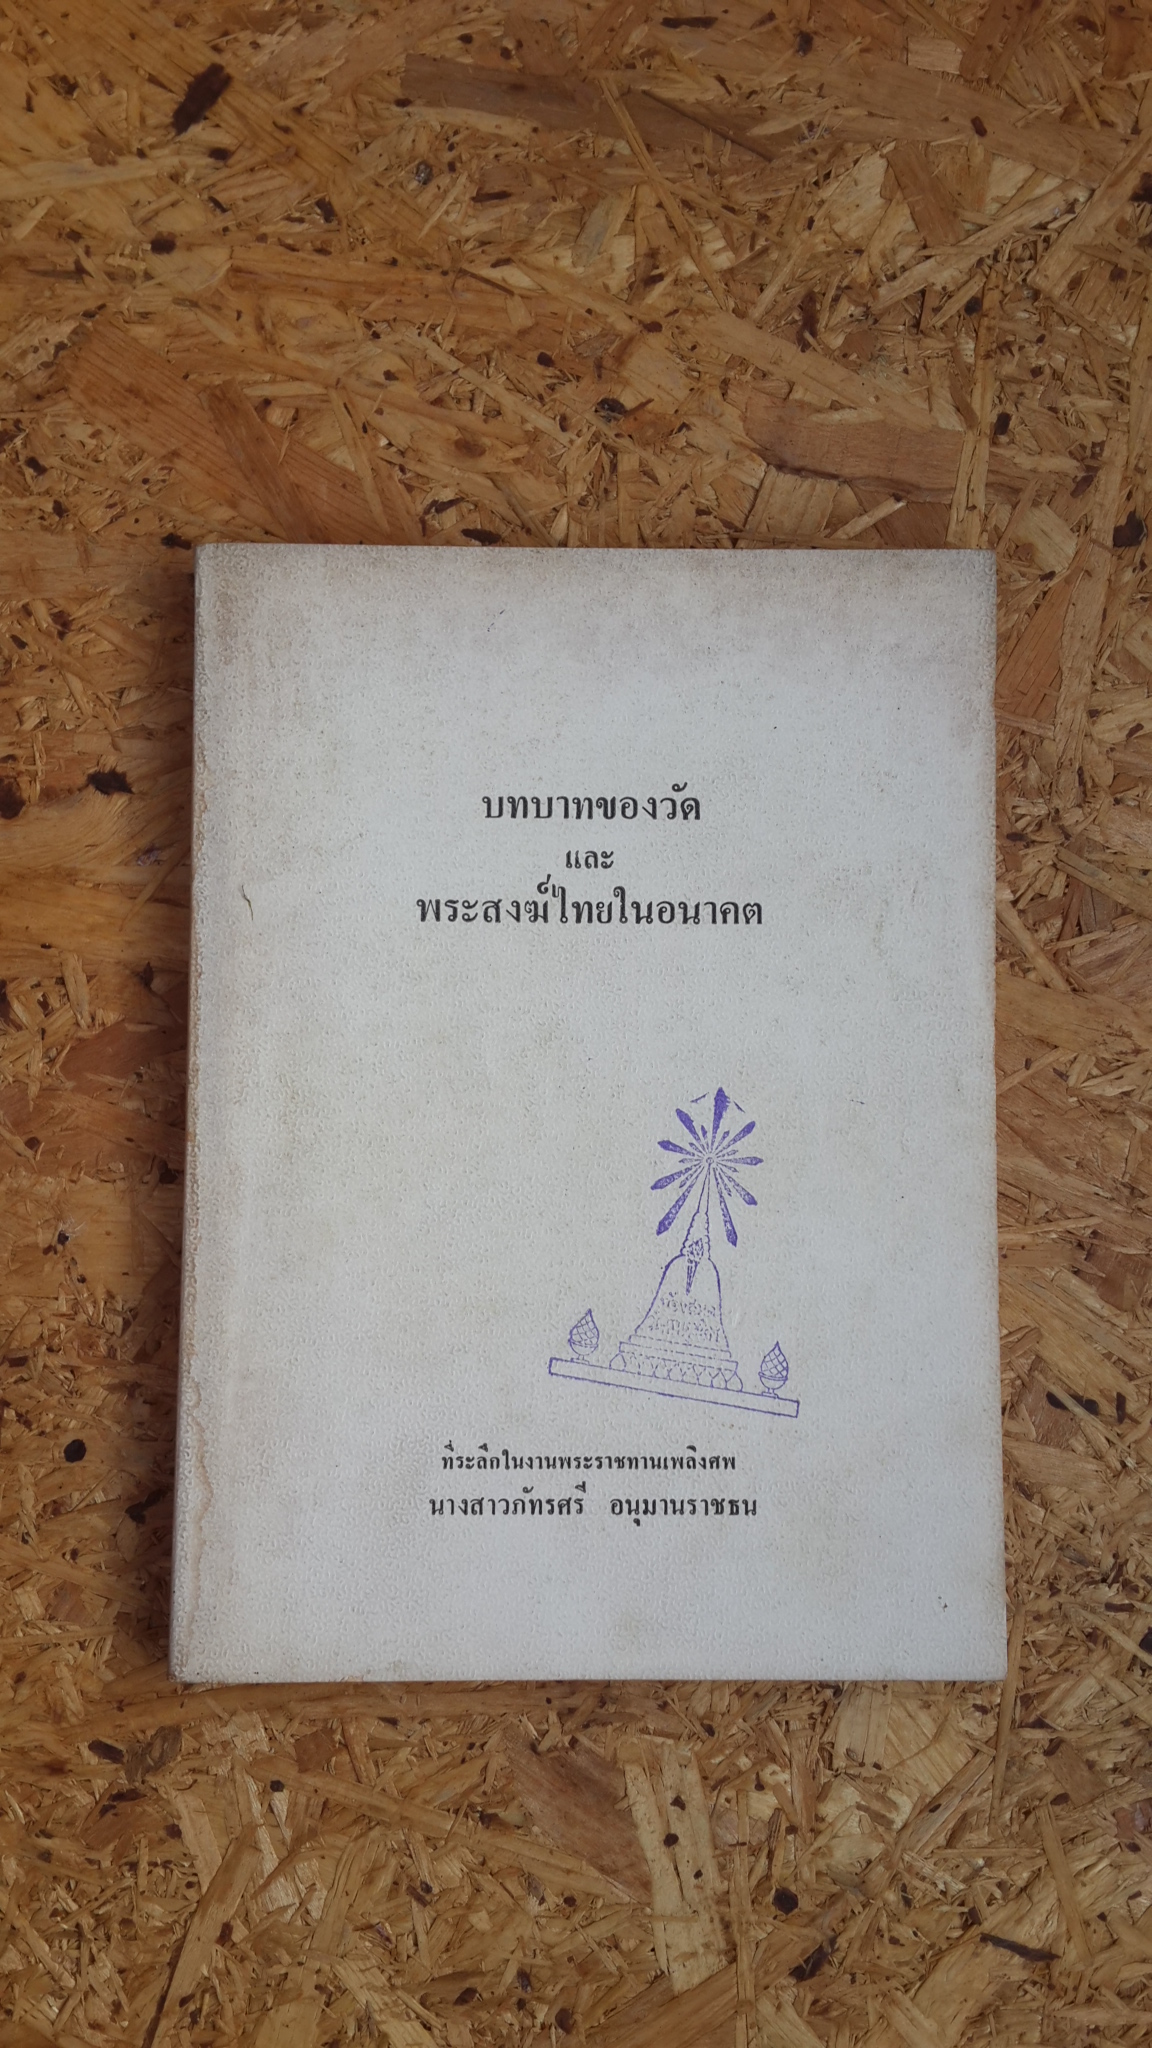 บทบาทของวัด
และ
พระสงฆ์ไทยในอนาคต
ที่ระลึกในงานพระราชทานเพลิงศพ
นางสาวภัทรศรี อนุมานราชธน